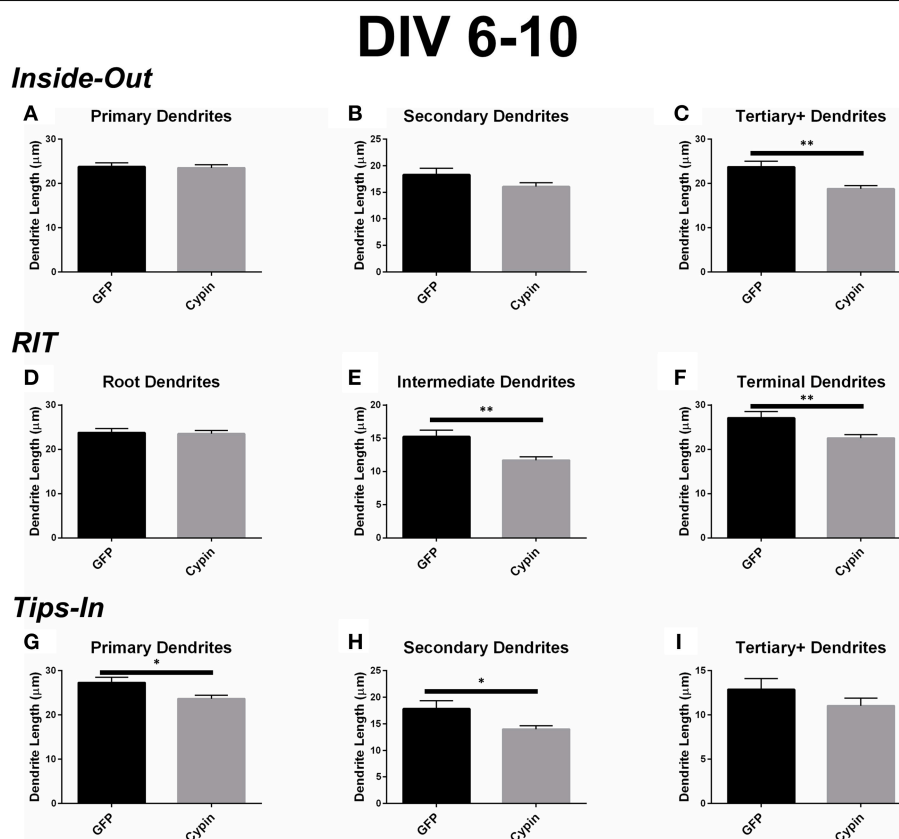 DIV 6-10
Inside-Out
A
Primary Dendrites
Dendrite Length (μm)
30
20
10
0
GFP
Cypin
B
Secondary Dendrites
Dendrite Length (μm)
25
20
15
10
5
0
GFP
Cypin
C
Tertiary+ Dendrites
Dendrite Length (μm)
30
20
10
0
**
GFP
Cypin
RIT
D
Root Dendrites
Dendrite Length (μm)
30
20
10
0
GFP
Cypin
E
Intermediate Dendrites
Dendrite Length (μm)
20
15
10
5
0
**
GFP
Cypin
F
Terminal Dendrites
Dendrite Length (μm)
30
20
10
0
**
GFP
Cypin
Tips-In
G
Primary Dendrites
Dendrite Length (μm)
30
20
10
0
*
GFP
Cypin
H
Secondary Dendrites
Dendrite Length (μm)
25
20
15
10
5
0
*
GFP
Cypin
I
Tertiary+ Dendrites
Dendrite Length (μm)
15
10
5
0
GFP
Cypin